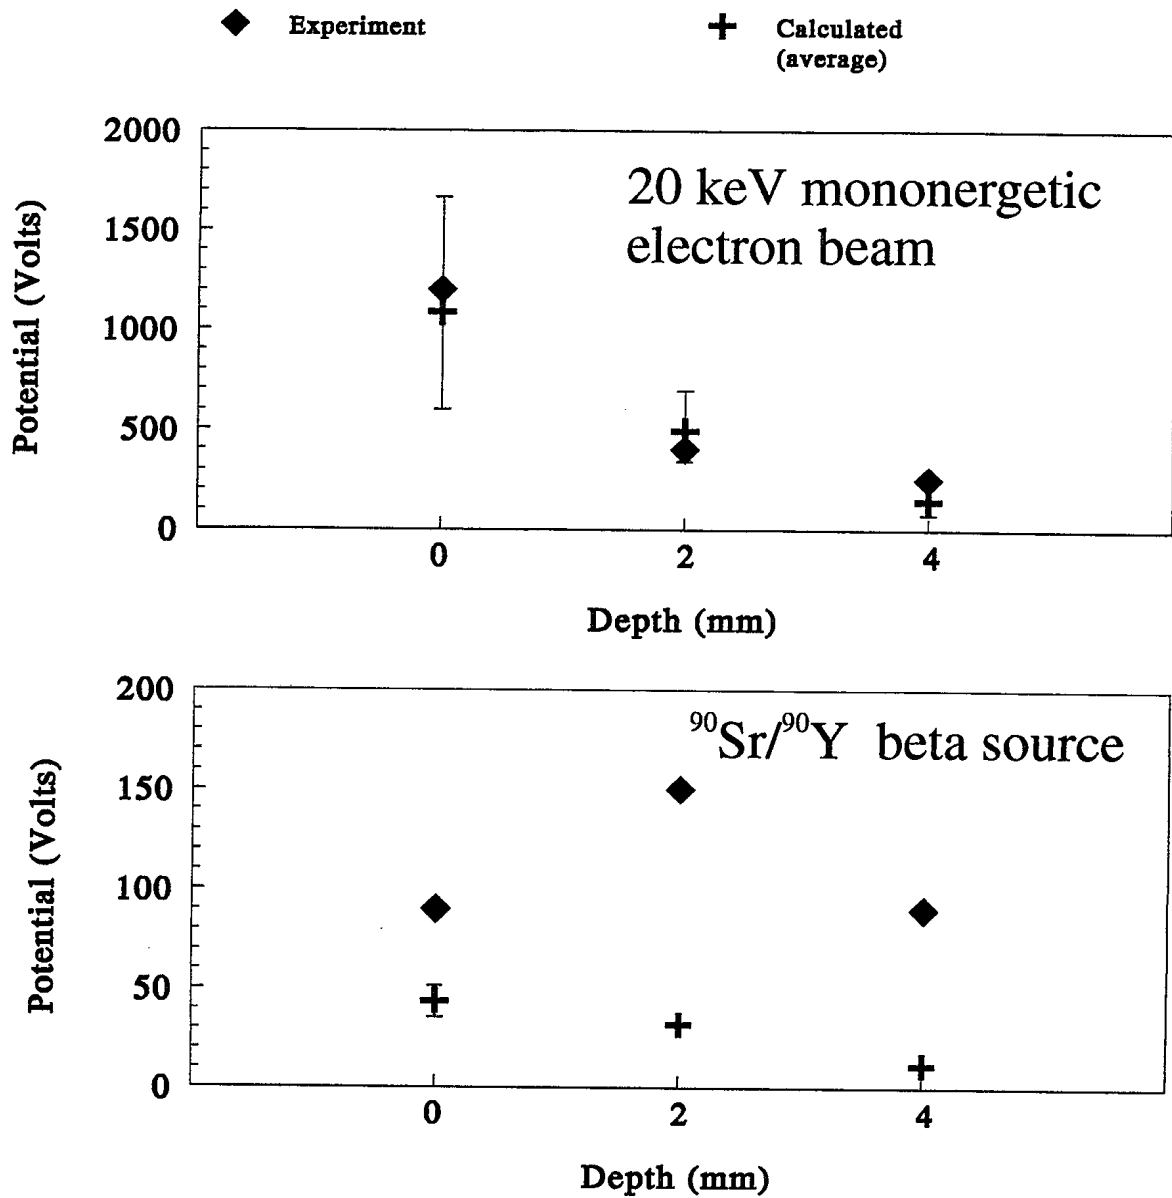 Experiment
Calculated
(average)
2000
1500
1000
500
0
Potential (Volts)
20 keV mononergetic
electron beam
0 2 4
Depth (mm)
200
150
100
50
0
Potential (Volts)
⁹⁰Sr/⁹⁰Y beta source
0 2 4
Depth (mm)